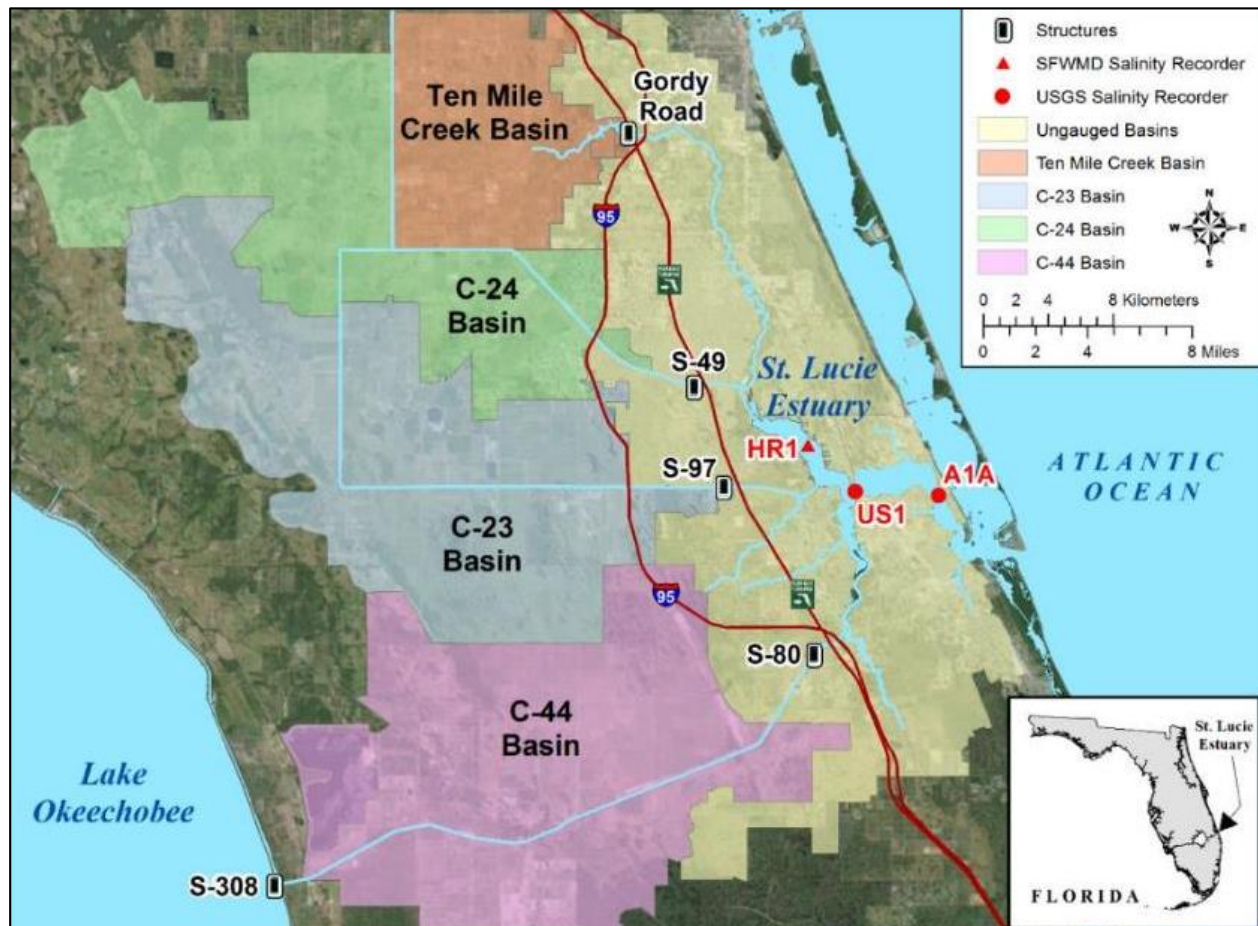 Ten Mile
Creek Basin
Gordy
Road
95
C-24
Basin
S-49
St. Lucie
Estuary
HR1
S-97
A1A
US1
ATLANTIC
OCEAN
C-23
Basin
95
S-80
C-44
Basin
Lake
Okeechobee
S-308
Structures
SFWMD Salinity Recorder
USGS Salinity Recorder
Ungauged Basins
Ten Mile Creek Basin
C-23 Basin
C-24 Basin
C-44 Basin
N
W E
S
0 2 4 8 Kilometers
0 2 4 8 Miles
St. Lucie
Estuary
FLORIDA